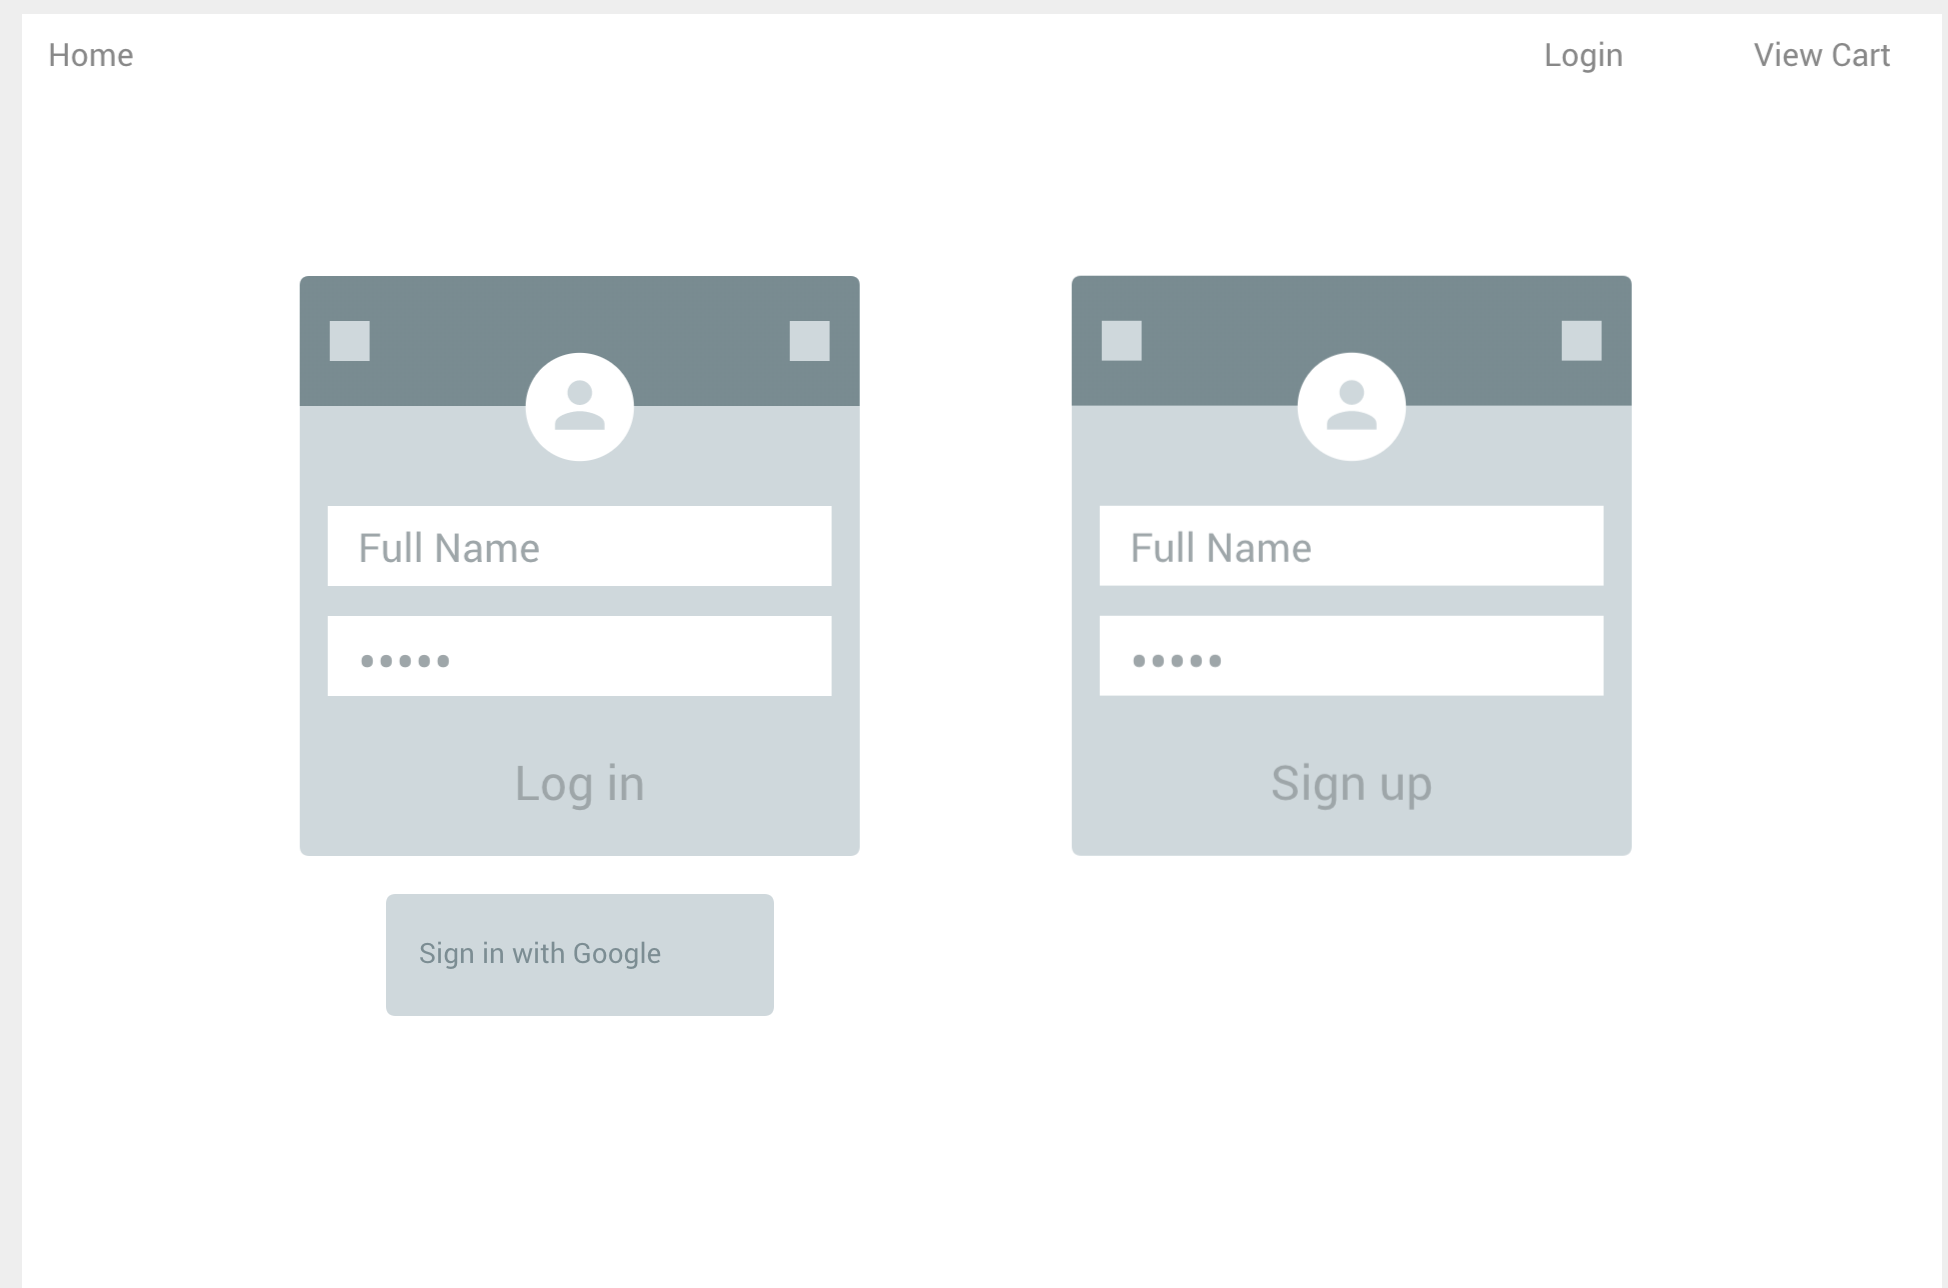 Home
Login
View Cart
Full Name
•••••
Log in
Sign in with Google
Full Name
•••••
Sign up